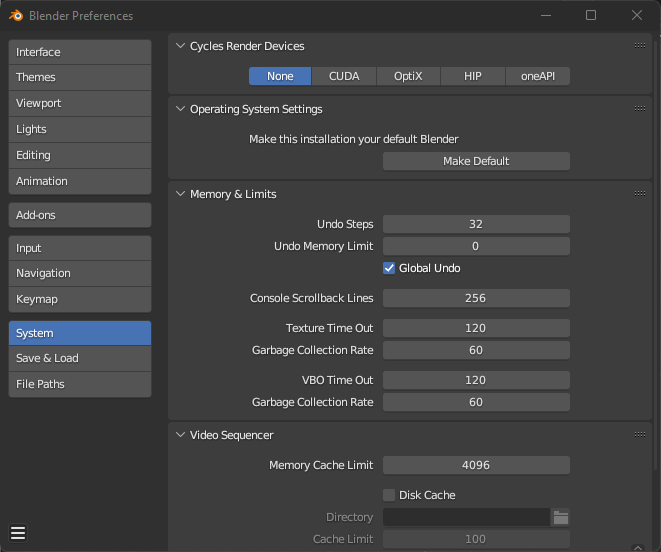 Blender Preferences
Interface
Themes
Viewport
Lights
Editing
Animation
Add-ons
Input
Navigation
Keymap
System
Save & Load
File Paths
Cycles Render Devices
None CUDA OptiX HIP oneAPI
Operating System Settings
Make this installation your default Blender
Make Default
Memory & Limits
Undo Steps 32
Undo Memory Limit 0
Global Undo
Console Scrollback Lines 256
Texture Time Out 120
Garbage Collection Rate 60
VBO Time Out 120
Garbage Collection Rate 60
Video Sequencer
Memory Cache Limit 4096
Disk Cache
Directory
Cache Limit 100